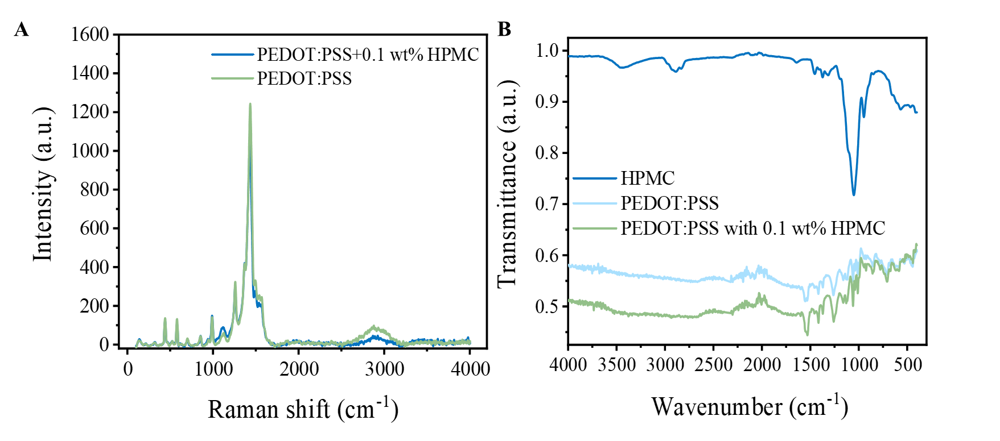 A
1600
1400
1200
1000
800
600
400
200
0
Intensity (a.u.)
PEDOT:PSS+0.1 wt% HPMC
PEDOT:PSS
0 1000 2000 3000 4000
Raman shift (cm⁻¹)
B
1.0
0.9
0.8
0.7
0.6
0.5
Transmittance (a.u.)
HPMC
PEDOT:PSS
PEDOT:PSS with 0.1 wt% HPMC
4000 3500 3000 2500 2000 1500 1000 500
Wavenumber (cm⁻¹)